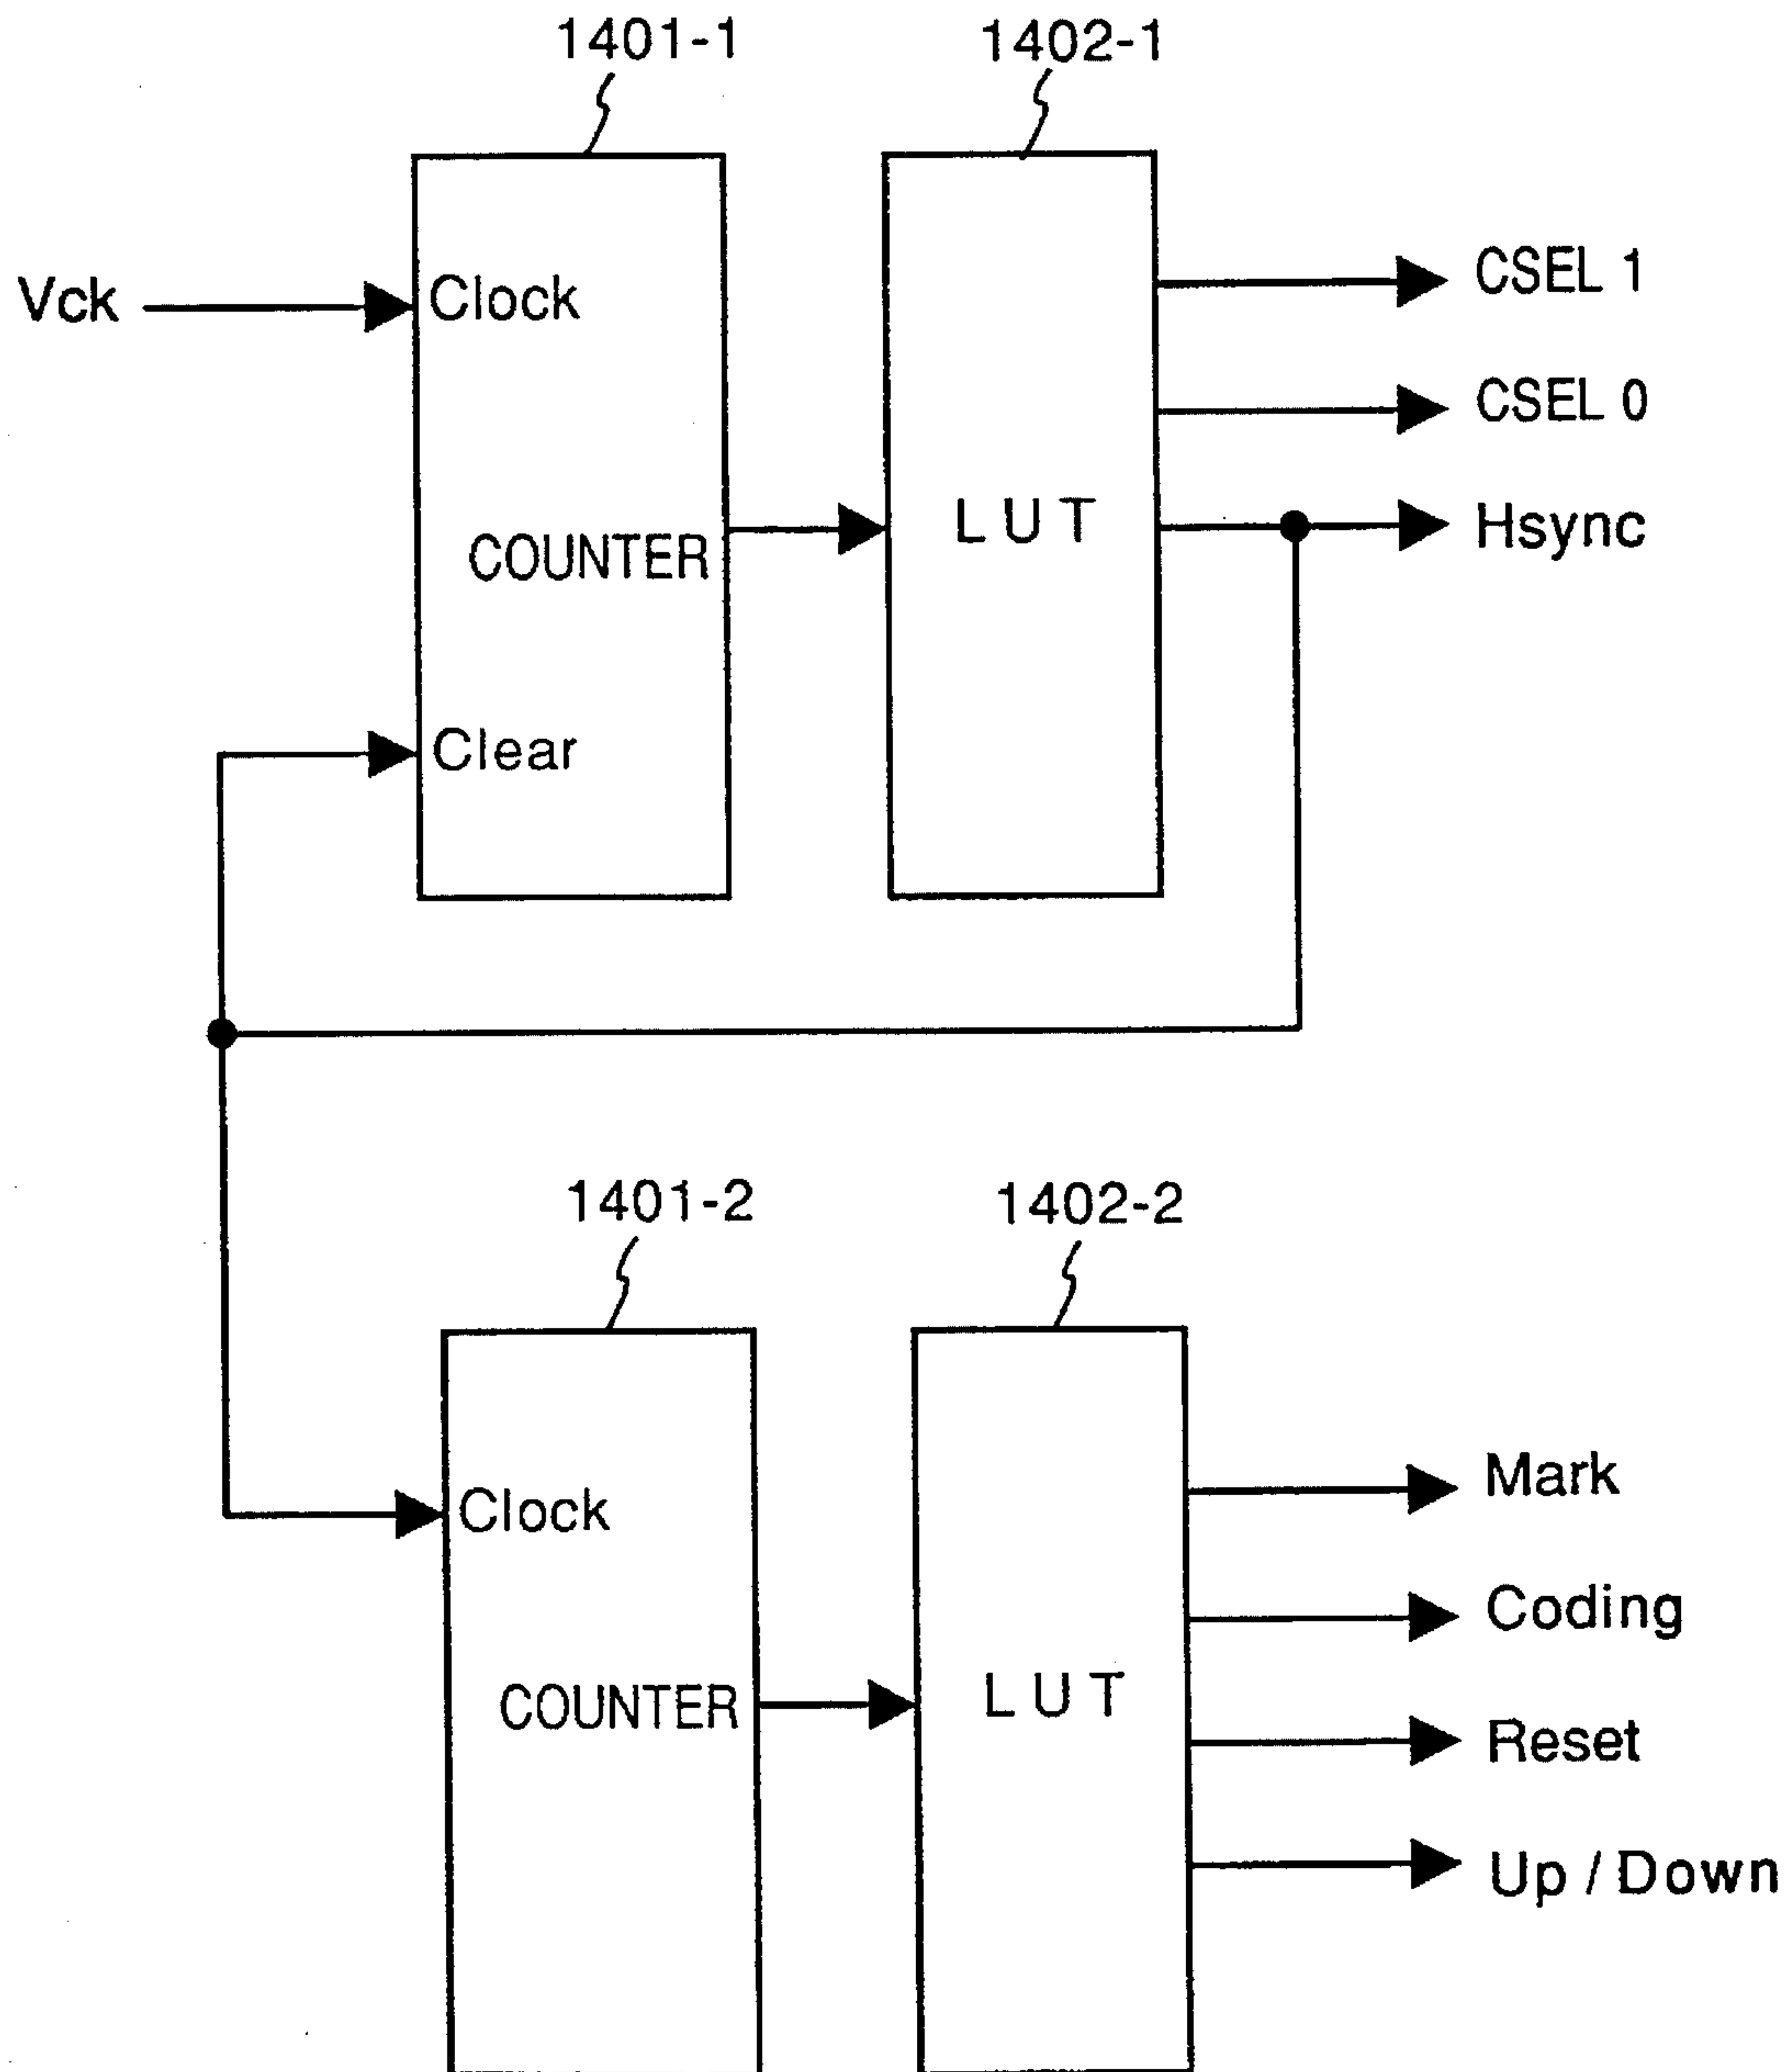 1401-1
1402-1
Vck
Clock
COUNTER
Clear
LUT
CSEL 1
CSEL 0
Hsync
1401-2
1402-2
Clock
COUNTER
LUT
Mark
Coding
Reset
Up / Down